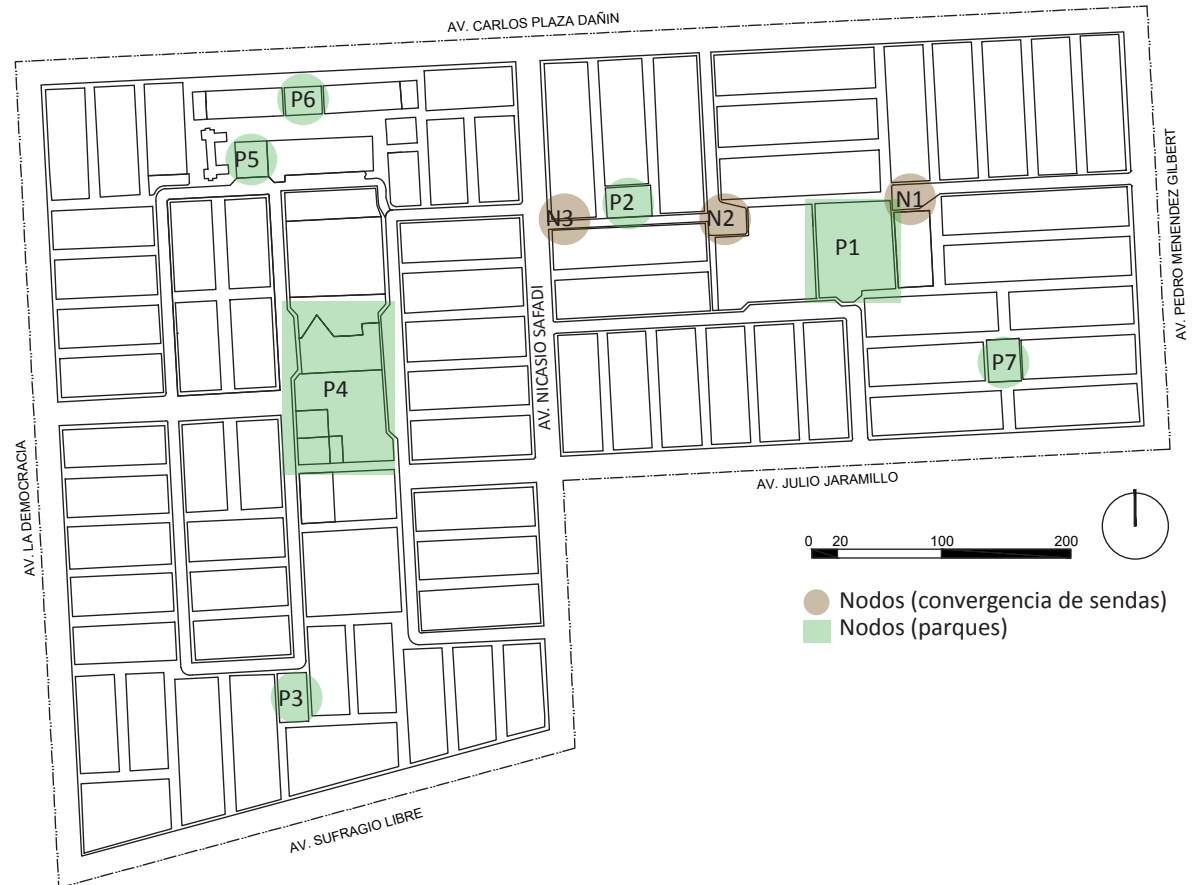 AV. CARLOS PLAZA DAÑIN
P6
P5
P2
N3
N2
N1
P1
AV. PEDRO MENENDEZ GILBERT
AV. NICASIO SAFADI
P4
P7
AV. LA DEMOCRACIA
AV. JULIO JARAMILLO
0 20 100 200
Nodos (convergencia de sendas)
Nodos (parques)
P3
AV. SUFRAGIO LIBRE